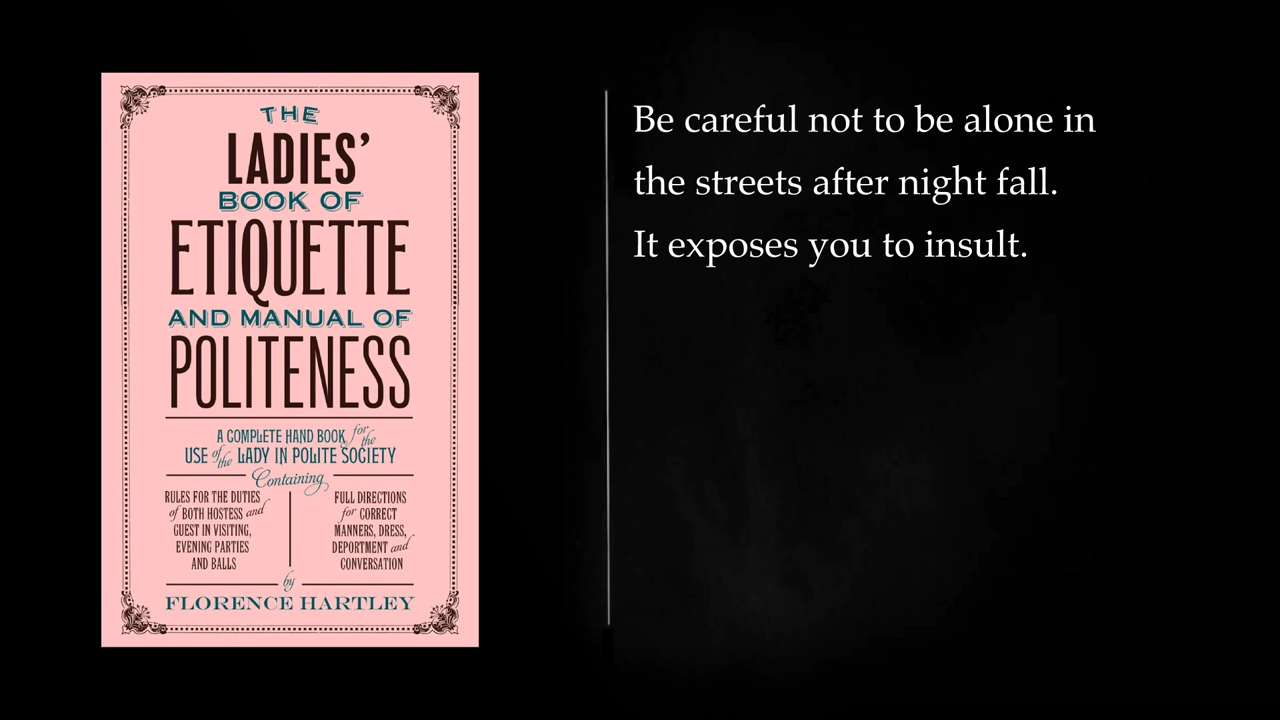 THE
LADIES'
BOOK OF
ETIQUETTE
AND MANUAL OF
POLITENESS
A COMPLETE HAND BOOK for the
USE of the LADY IN POLITE SOCIETY
Containing
RULES FOR THE DUTIES
of BOTH HOSTESS and
GUEST IN VISITING,
EVENING PARTIES
AND BALLS
FULL DIRECTIONS
for CORRECT
MANNERS, DRESS,
DEPORTMENT and
CONVERSATION
by
FLORENCE HARTLEY
Be careful not to be alone in
the streets after night fall.
It exposes you to insult.